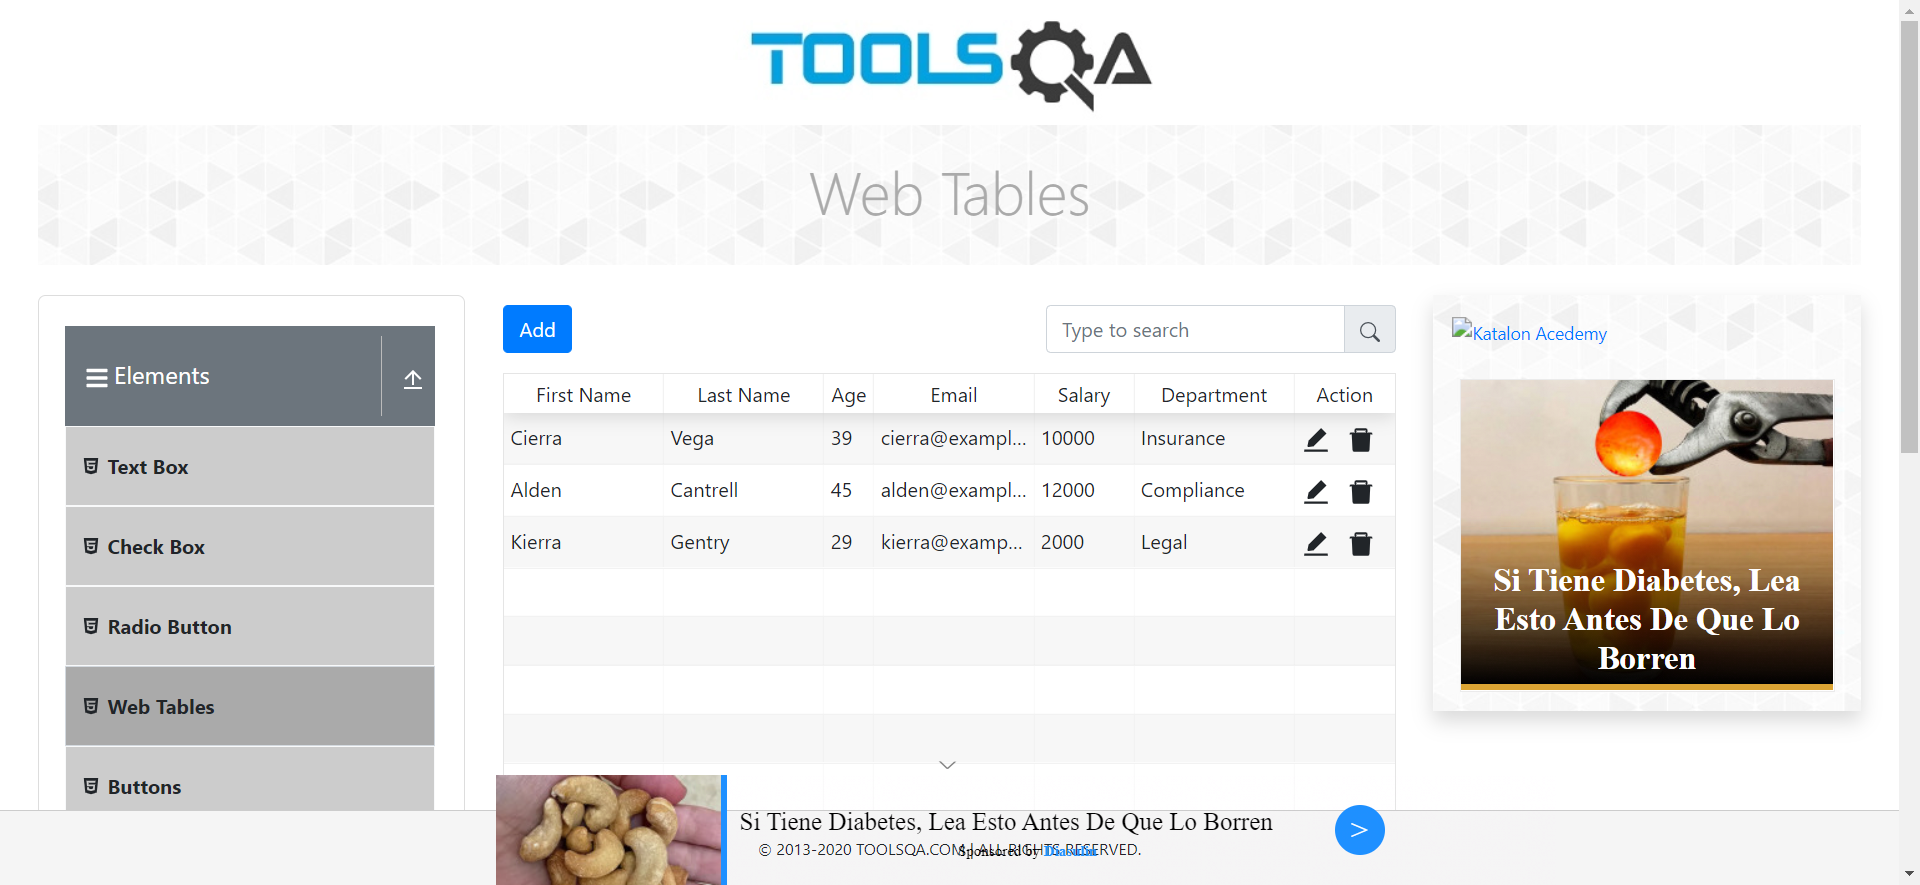 TOOLSQA
Web Tables
Elements
Text Box
Check Box
Radio Button
Web Tables
Buttons
Add
Type to search
First Name Last Name Age Email Salary Department Action
Cierra Vega 39 cierra@exampl... 10000 Insurance
Alden Cantrell 45 alden@exampl... 12000 Compliance
Kierra Gentry 29 kierra@examp... 2000 Legal
Katalon Acedemy
Si Tiene Diabetes, Lea
Esto Antes De Que Lo
Borren
Si Tiene Diabetes, Lea Esto Antes De Que Lo Borren
>
© 2013-2020 TOOLSQA.COM | ALL RIGHTS RESERVED.
Sponsored by